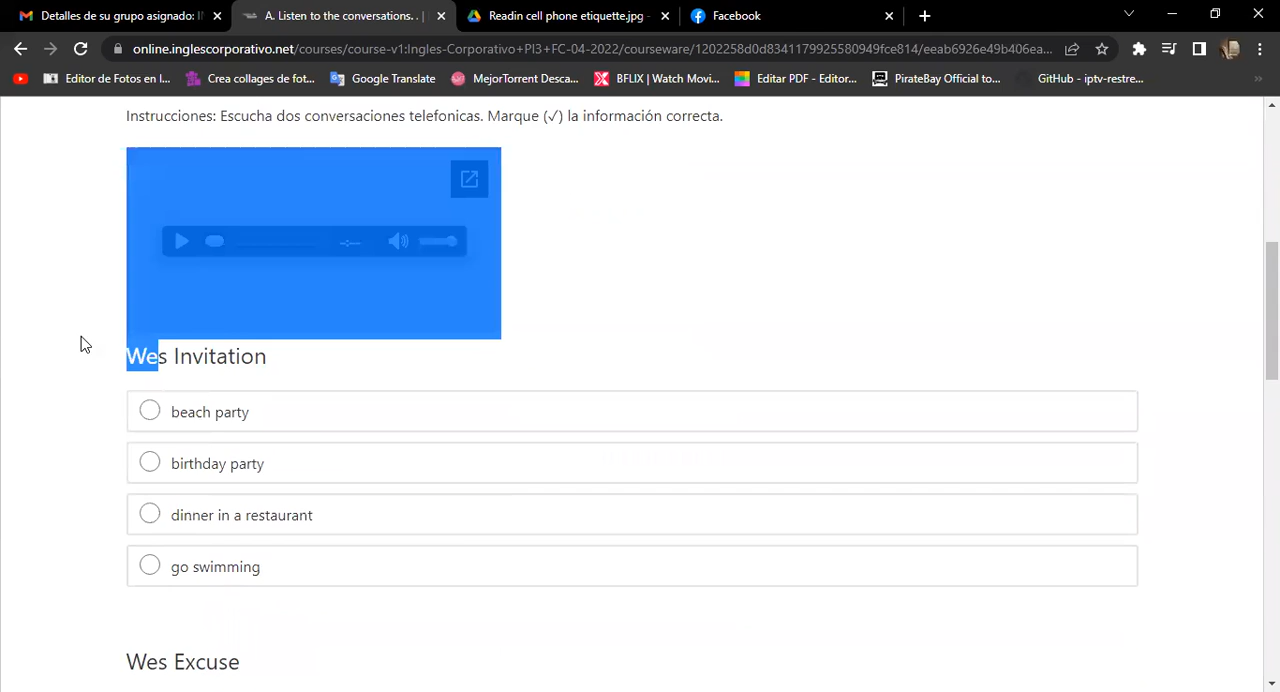 Detalles de su grupo asignado: I
A. Listen to the conversations. .
Readin cell phone etiquette.jpg -
Facebook
online.inglescorporativo.net/courses/course-v1:Ingles-Corporativo+PI3+FC-04-2022/courseware/1202258d0d8341179925580949fce814/eeab6926e49b406ea...
Editor de Fotos en l...
Crea collages de fot...
Google Translate
MejorTorrent Desca...
BFLIX | Watch Movi...
Editar PDF - Editor...
PirateBay Official to...
GitHub - iptv-restre...
Instrucciones: Escucha dos conversaciones telefonicas. Marque (✓) la información correcta.
Wes Invitation
beach party
birthday party
dinner in a restaurant
go swimming
Wes Excuse